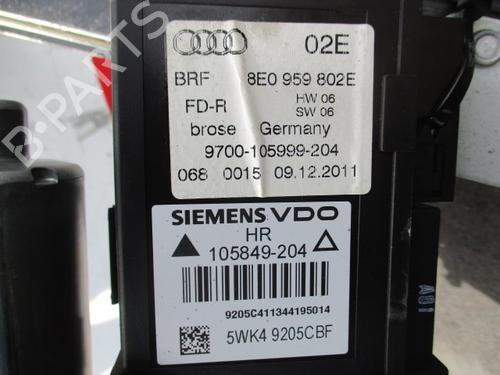 02E
BRF 8E0 959 802E
FD-R HW 06
SW 06
brose Germany
9700-105999-204
068 0015 09.12.2011
SIEMENS VDO
HR
105849-204
9205C411344195014
5WK4 9205CBF
A01
B-PARTS